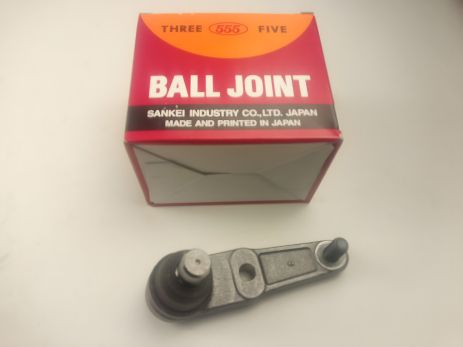 THREE 555 FIVE
BALL JOINT
SANKEI INDUSTRY CO., LTD. JAPAN
MADE AND PRINTED IN JAPAN